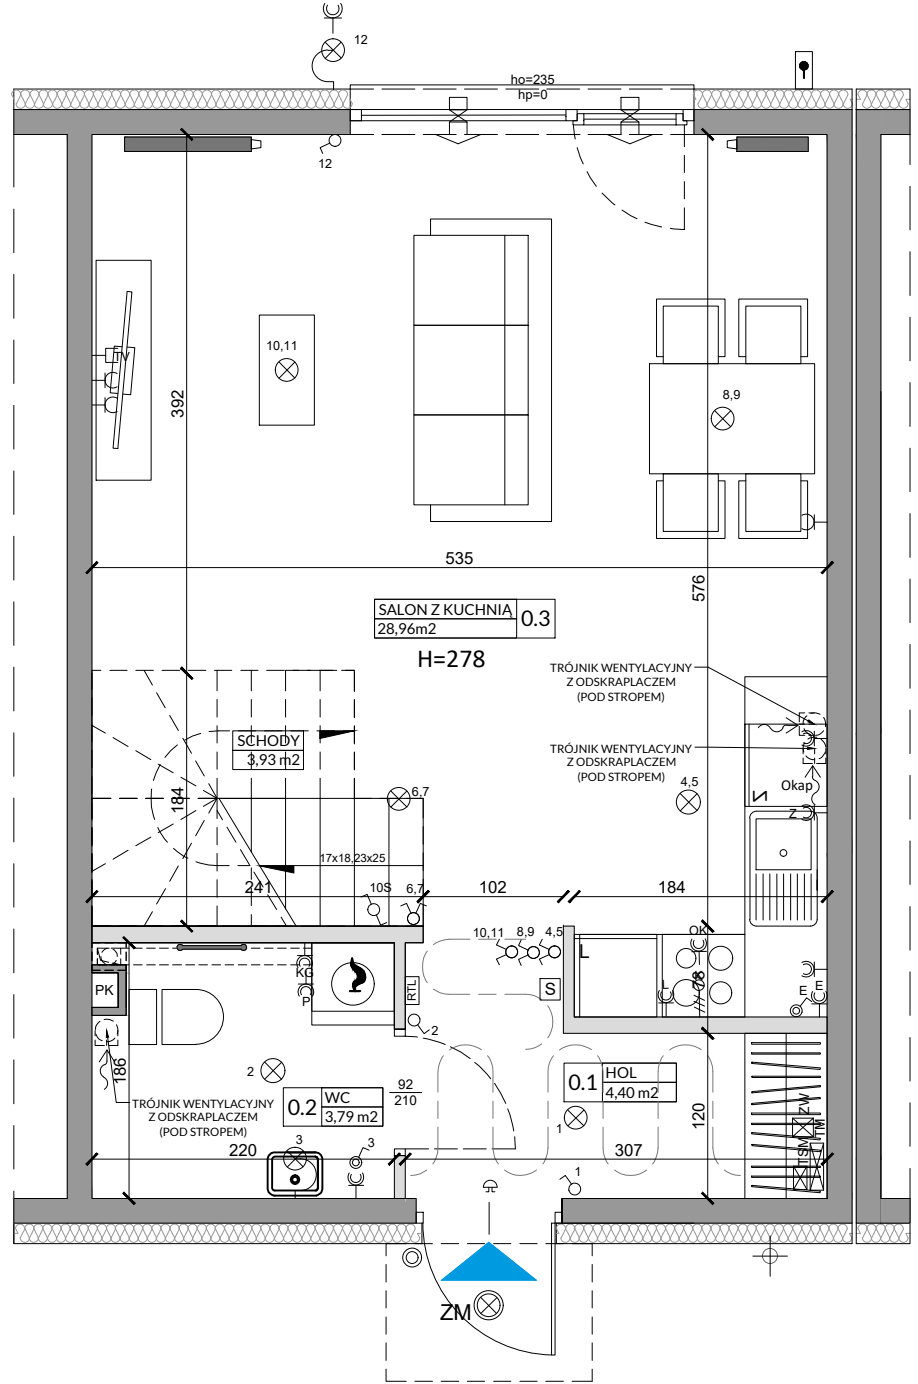 12
ho=235
hp=0
12
10,11
TV
8,9
392
535
576
SALON Z KUCHNIĄ
28,96m2
0.3
H=278
TRÓJNIK WENTYLACYJNY
Z ODSKRAPLACZEM
(POD STROPEM)
TRÓJNIK WENTYLACYJNY
Z ODSKRAPLACZEM
(POD STROPEM)
SCHODY
3,93 m2
184
6,7
4,5
Okap
Z
17x18,23x25
241
10S
6,7
102
184
10,11
8,9
4,5
OK
L
KG
P
PK
RTL
S
L
78
E
E
2
186
2
0.2
WC
3,79 m2
92
210
0.1
HOL
4,40 m2
1
120
ZW
TM
TSM
TRÓJNIK WENTYLACYJNY
Z ODSKRAPLACZEM
(POD STROPEM)
220
3
3
307
1
ZM